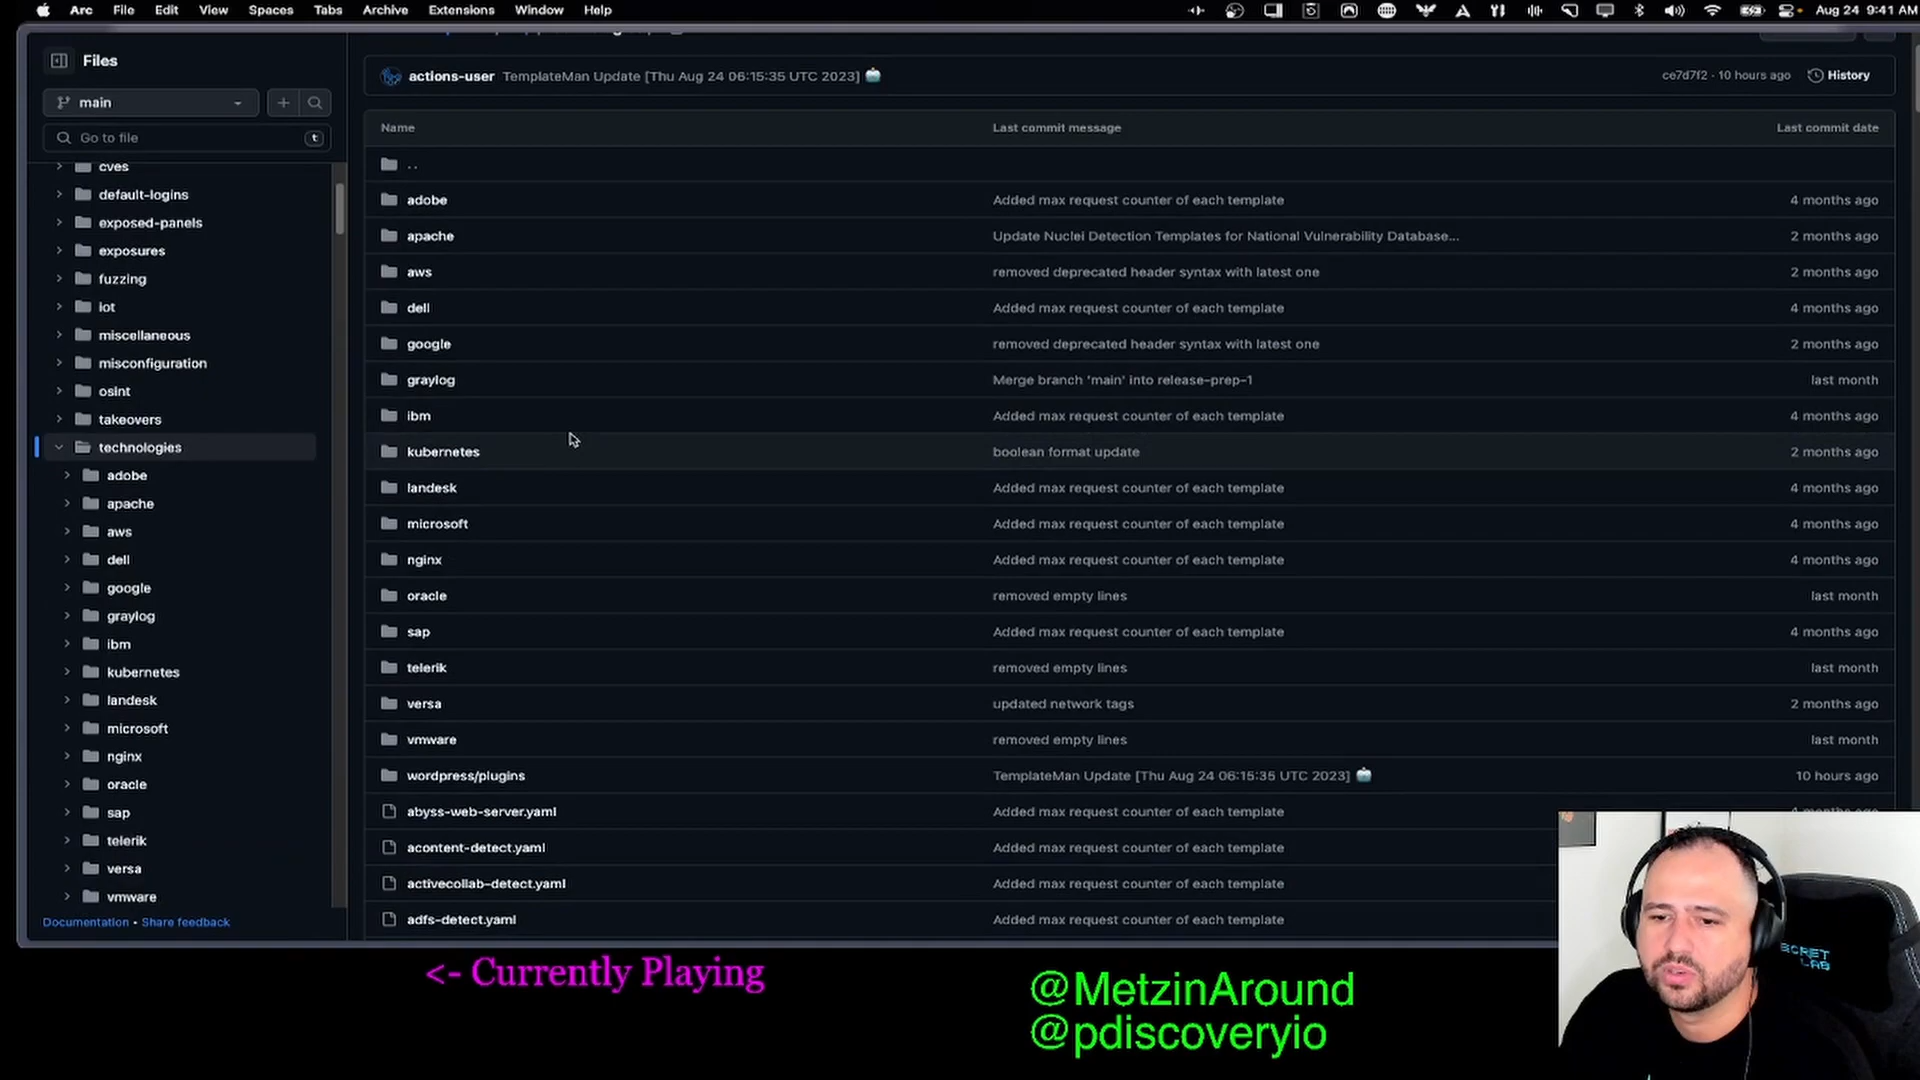 Arc File Edit View Spaces Tabs Archive Extensions Window Help Aug 24 9:41 AM
Files
main
Go to file t
cves
default-logins
exposed-panels
exposures
fuzzing
iot
miscellaneous
misconfiguration
osint
takeovers
technologies
adobe
apache
aws
dell
google
graylog
ibm
kubernetes
landesk
microsoft
nginx
oracle
sap
telerik
versa
vmware
Documentation • Share feedback
actions-user TemplateMan Update [Thu Aug 24 06:15:35 UTC 2023] ce7d7f2 · 10 hours ago History
Name Last commit message Last commit date
..
adobe Added max request counter of each template 4 months ago
apache Update Nuclei Detection Templates for National Vulnerability Database... 2 months ago
aws removed deprecated header syntax with latest one 2 months ago
dell Added max request counter of each template 4 months ago
google removed deprecated header syntax with latest one 2 months ago
graylog Merge branch 'main' into release-prep-1 last month
ibm Added max request counter of each template 4 months ago
kubernetes boolean format update 2 months ago
landesk Added max request counter of each template 4 months ago
microsoft Added max request counter of each template 4 months ago
nginx Added max request counter of each template 4 months ago
oracle removed empty lines last month
sap Added max request counter of each template 4 months ago
telerik removed empty lines last month
versa updated network tags 2 months ago
vmware removed empty lines last month
wordpress/plugins TemplateMan Update [Thu Aug 24 06:15:35 UTC 2023] 10 hours ago
abyss-web-server.yaml Added max request counter of each template 4 months ago
acontent-detect.yaml Added max request counter of each template
activecollab-detect.yaml Added max request counter of each template
adfs-detect.yaml Added max request counter of each template
<- Currently Playing
@MetzinAround
@pdiscoveryio